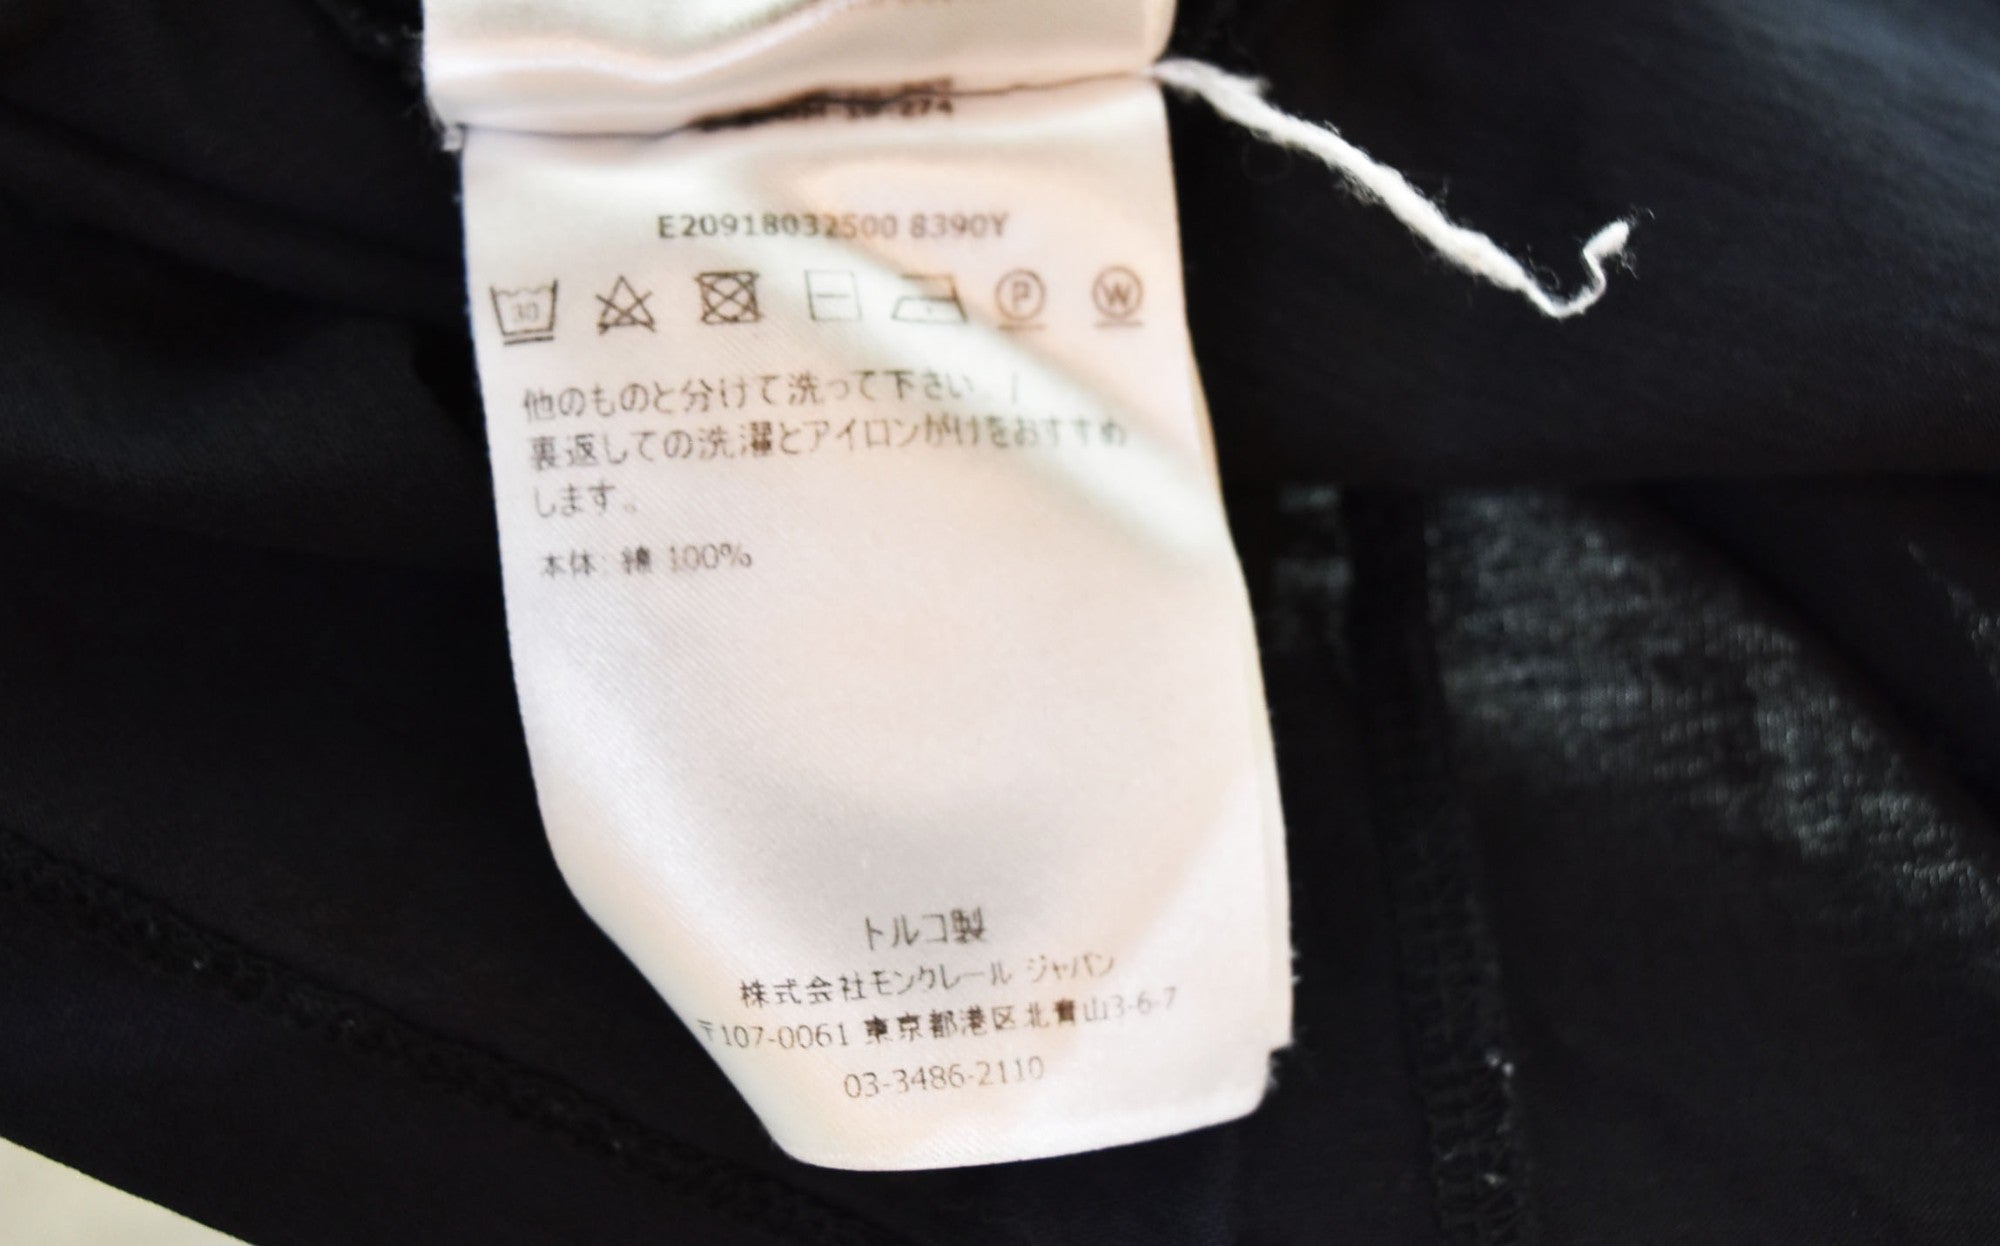 274
E20918032500 8390Y
30
P W
他のものと分けて洗って下さい。/
裏返しての洗濯とアイロンがけをおすすめ
します。
本体: 綿 100%
トルコ製
株式会社モンクレール ジャパン
〒107-0061 東京都港区北青山3-6-7
03-3486-2110